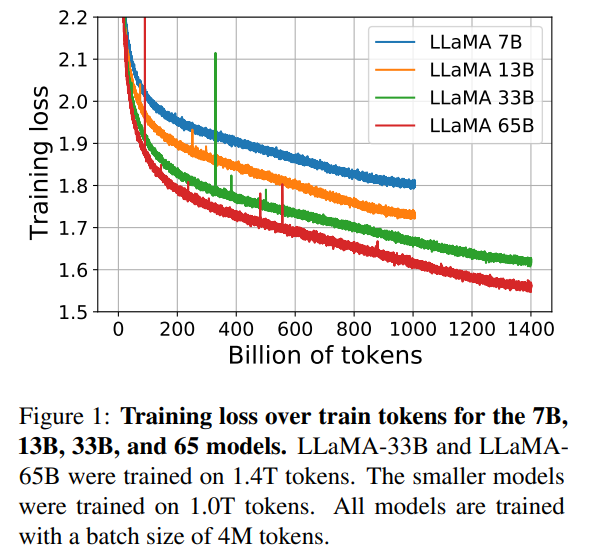 2.2
2.1
2.0
1.9
1.8
1.7
1.6
1.5
Training loss
LLaMA 7B
LLaMA 13B
LLaMA 33B
LLaMA 65B
0 200 400 600 800 1000 1200 1400
Billion of tokens
Figure 1: Training loss over train tokens for the 7B,
13B, 33B, and 65 models. LLaMA-33B and LLaMA-
65B were trained on 1.4T tokens. The smaller models
were trained on 1.0T tokens. All models are trained
with a batch size of 4M tokens.